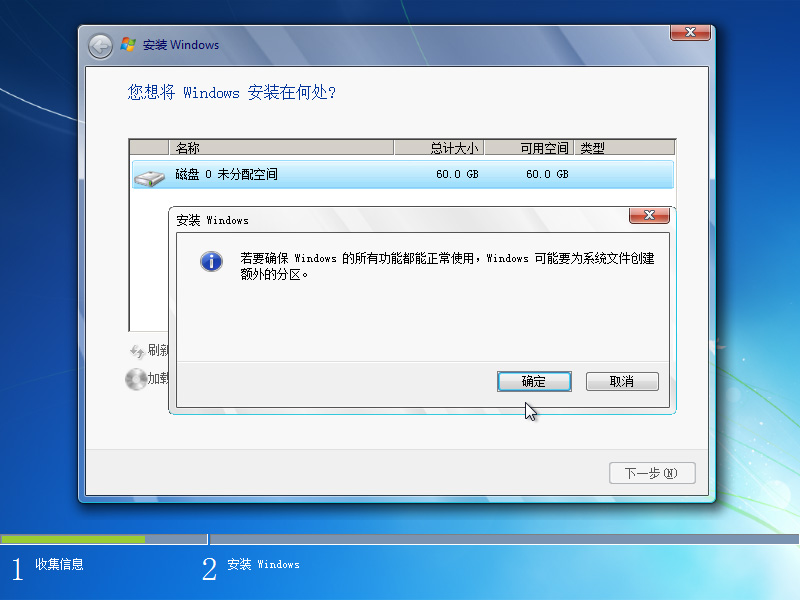 安装 Windows
您想将 Windows 安装在何处?
名称 总计大小 可用空间 类型
磁盘 0 未分配空间 60.0 GB 60.0 GB
安装 Windows
若要确保 Windows 的所有功能都能正常使用，Windows 可能要为系统文件创建
额外的分区。
确定 取消
刷新
加载
下一步(N)
1 收集信息 2 安装 Windows